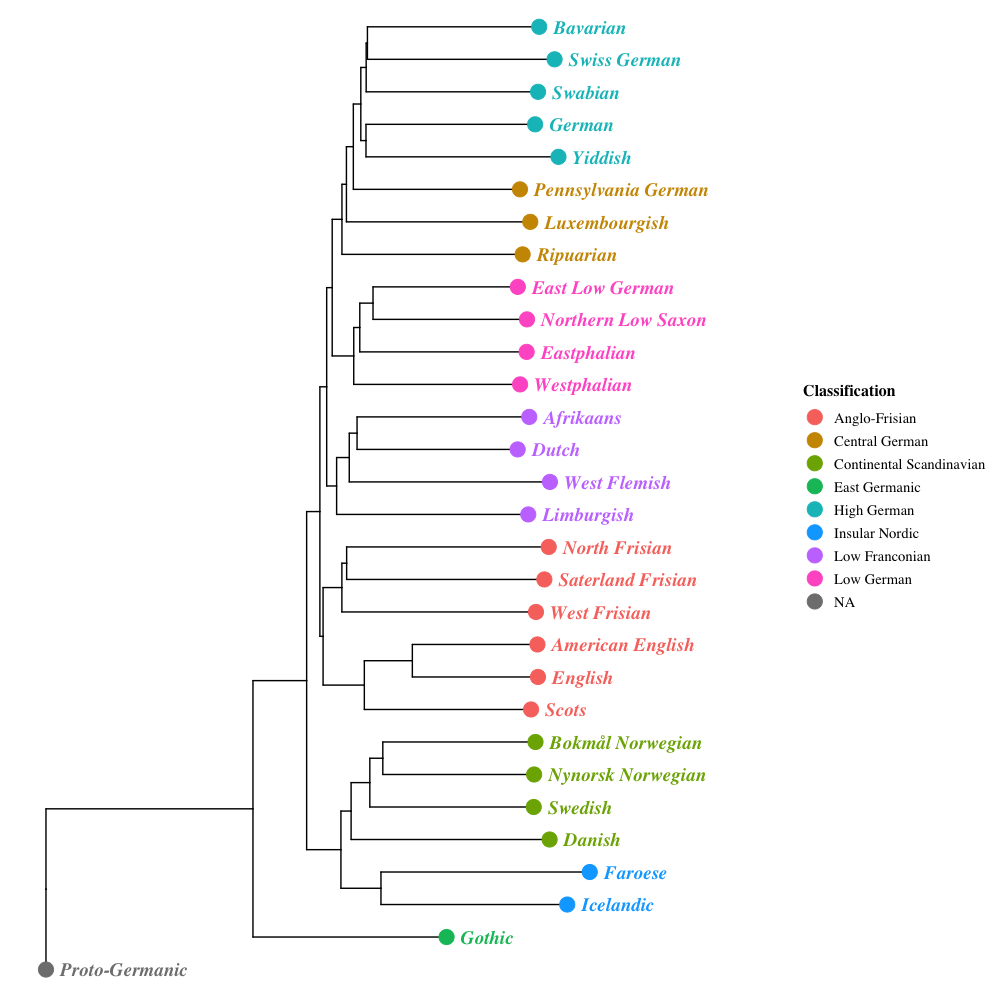 Bavarian
Swiss German
Swabian
German
Yiddish
Pennsylvania German
Luxembourgish
Ripuarian
East Low German
Northern Low Saxon
Eastphalian
Westphalian
Afrikaans
Dutch
West Flemish
Limburgish
North Frisian
Saterland Frisian
West Frisian
American English
English
Scots
Bokmål Norwegian
Nynorsk Norwegian
Swedish
Danish
Faroese
Icelandic
Gothic
Proto-Germanic
Classification
Anglo-Frisian
Central German
Continental Scandinavian
East Germanic
High German
Insular Nordic
Low Franconian
Low German
NA